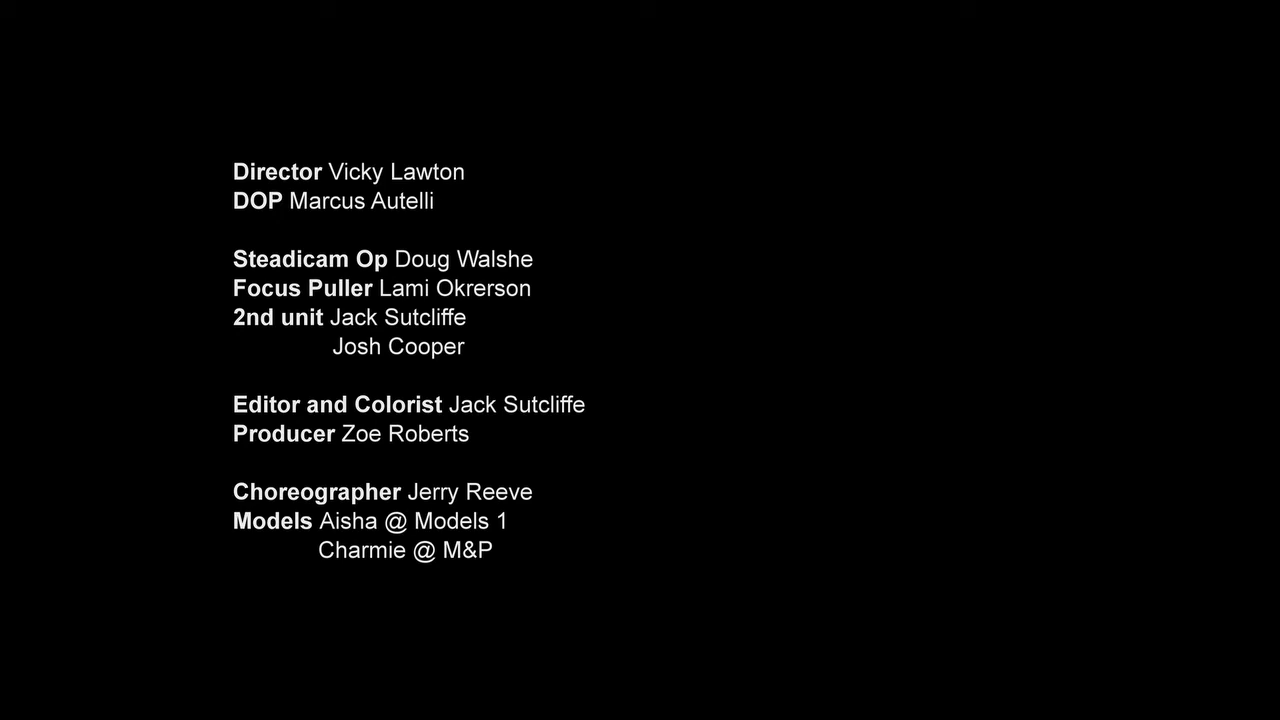 Director Vicky Lawton
DOP Marcus Autelli
Steadicam Op Doug Walshe
Focus Puller Lami Okrerson
2nd unit Jack Sutcliffe
Josh Cooper
Editor and Colorist Jack Sutcliffe
Producer Zoe Roberts
Choreographer Jerry Reeve
Models Aisha @ Models 1
Charmie @ M&P